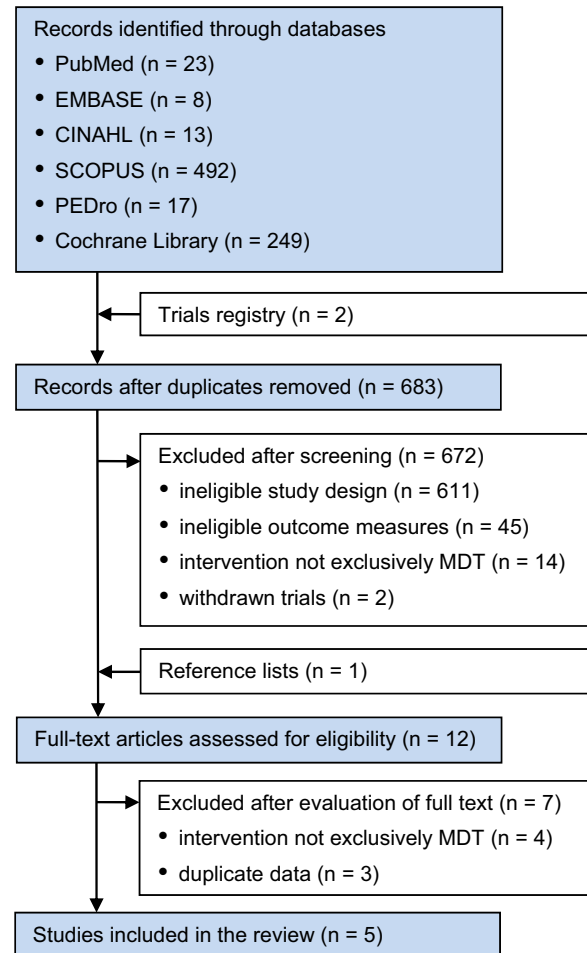 Records identified through databases
• PubMed (n = 23)
• EMBASE (n = 8)
• CINAHL (n = 13)
• SCOPUS (n = 492)
• PEDro (n = 17)
• Cochrane Library (n = 249)
Trials registry (n = 2)
Records after duplicates removed (n = 683)
Excluded after screening (n = 672)
• ineligible study design (n = 611)
• ineligible outcome measures (n = 45)
• intervention not exclusively MDT (n = 14)
• withdrawn trials (n = 2)
Reference lists (n = 1)
Full-text articles assessed for eligibility (n = 12)
Excluded after evaluation of full text (n = 7)
• intervention not exclusively MDT (n = 4)
• duplicate data (n = 3)
Studies included in the review (n = 5)